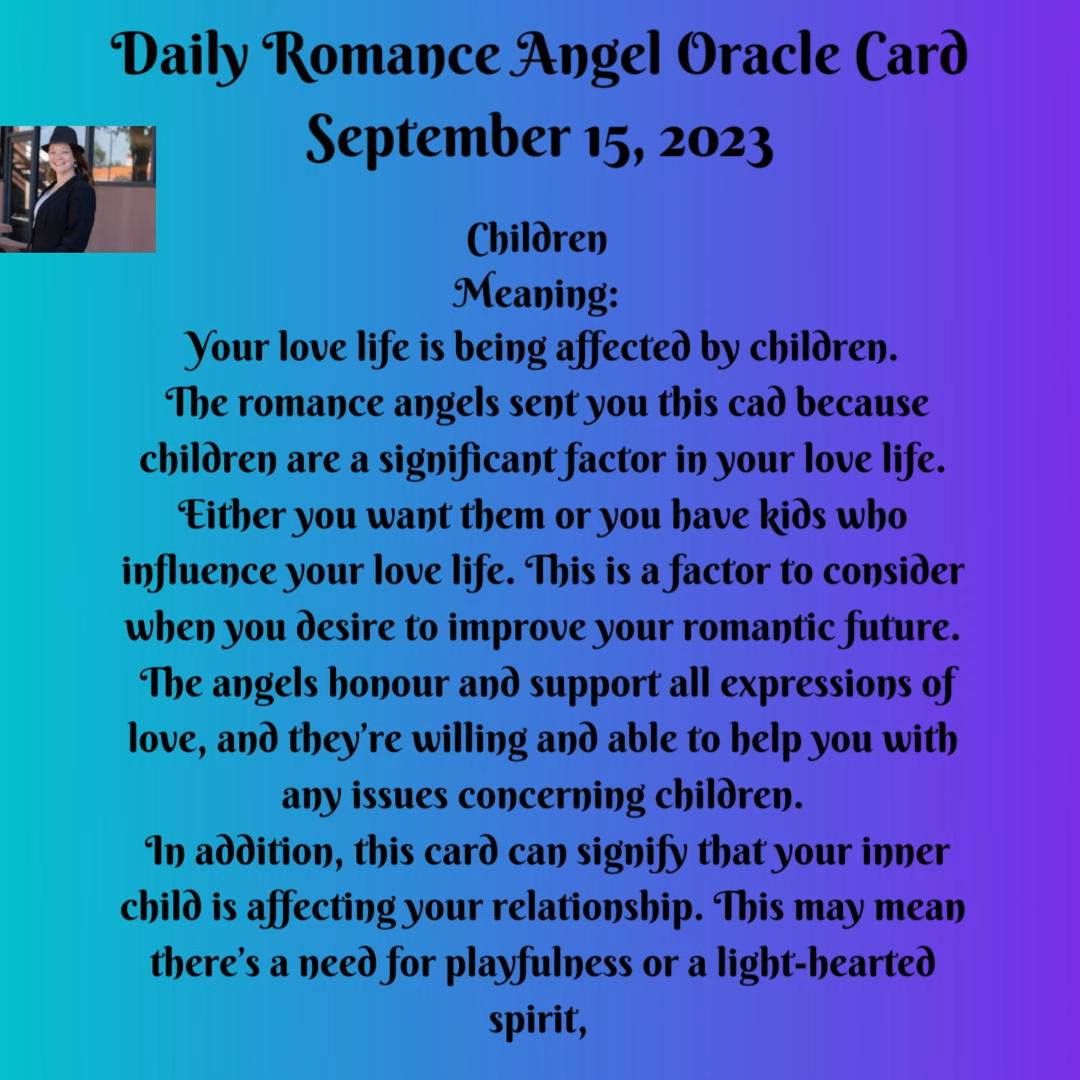 Daily Romance Angel Oracle Card
September 15, 2023
Children
Meaning:
Your love life is being affected by children.
The romance angels sent you this cad because
children are a significant factor in your love life.
Either you want them or you have kids who
influence your love life. This is a factor to consider
when you desire to improve your romantic future.
The angels honour and support all expressions of
love, and they're willing and able to help you with
any issues concerning children.
In addition, this card can signify that your inner
child is affecting your relationship. This may mean
there's a need for playfulness or a light-hearted
spirit,